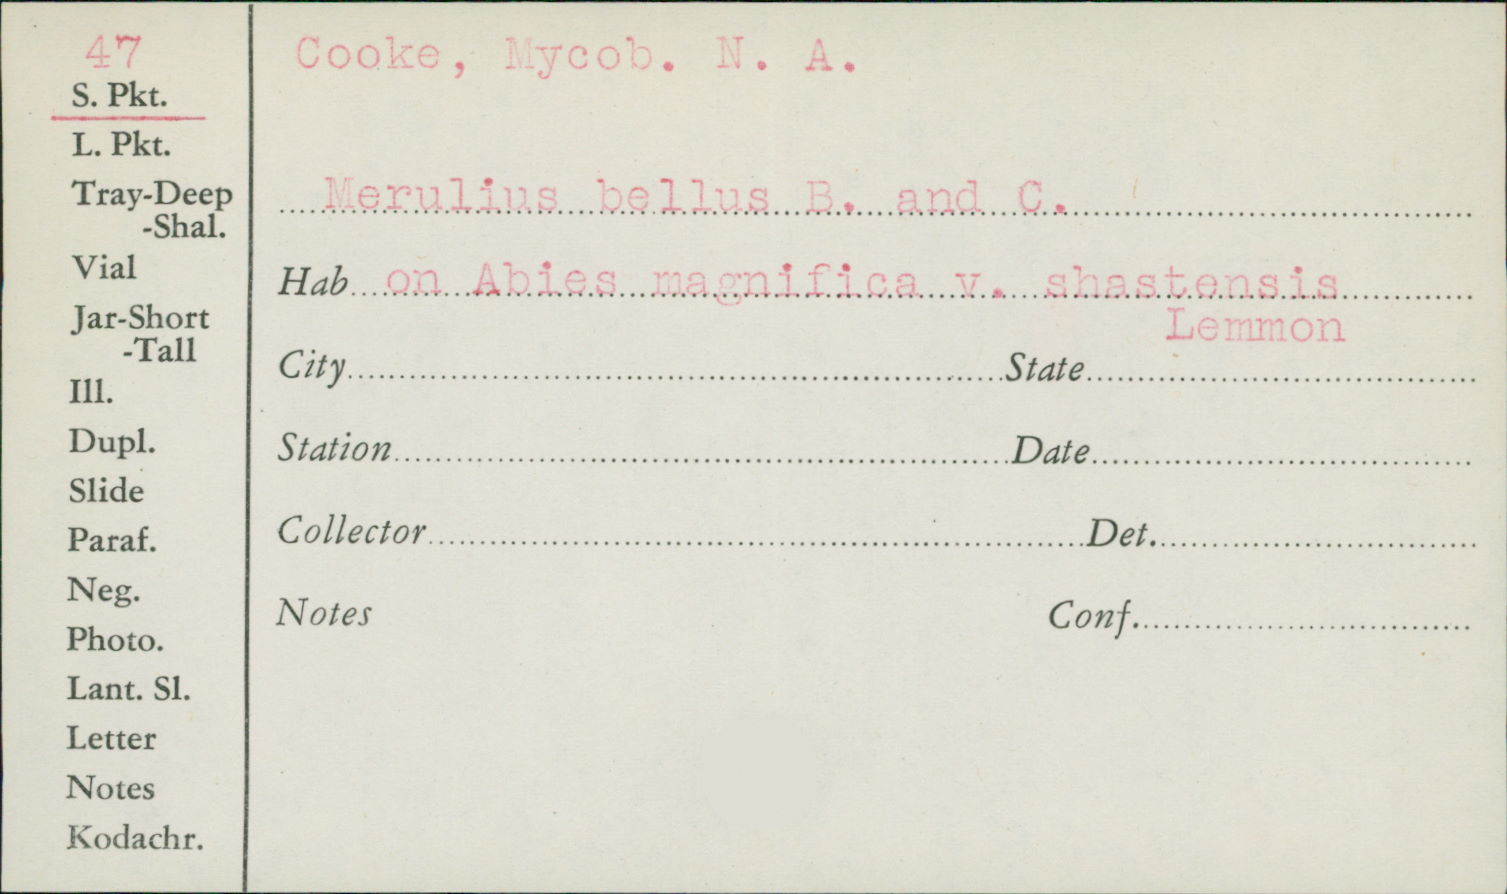 47
S. Pkt.
L. Pkt.
Tray-Deep
-Shal.
Vial
Jar-Short
-Tall
Ill.
Dupl.
Slide
Paraf.
Neg.
Photo.
Lant. Sl.
Letter
Notes
Kodachr.
Cooke, Mycob. N. A.
Merulius bellus B. and C.
Hab on Abies magnifica v. shastensis
Lemmon
City State
Station Date
Collector Det.
Notes Conf.